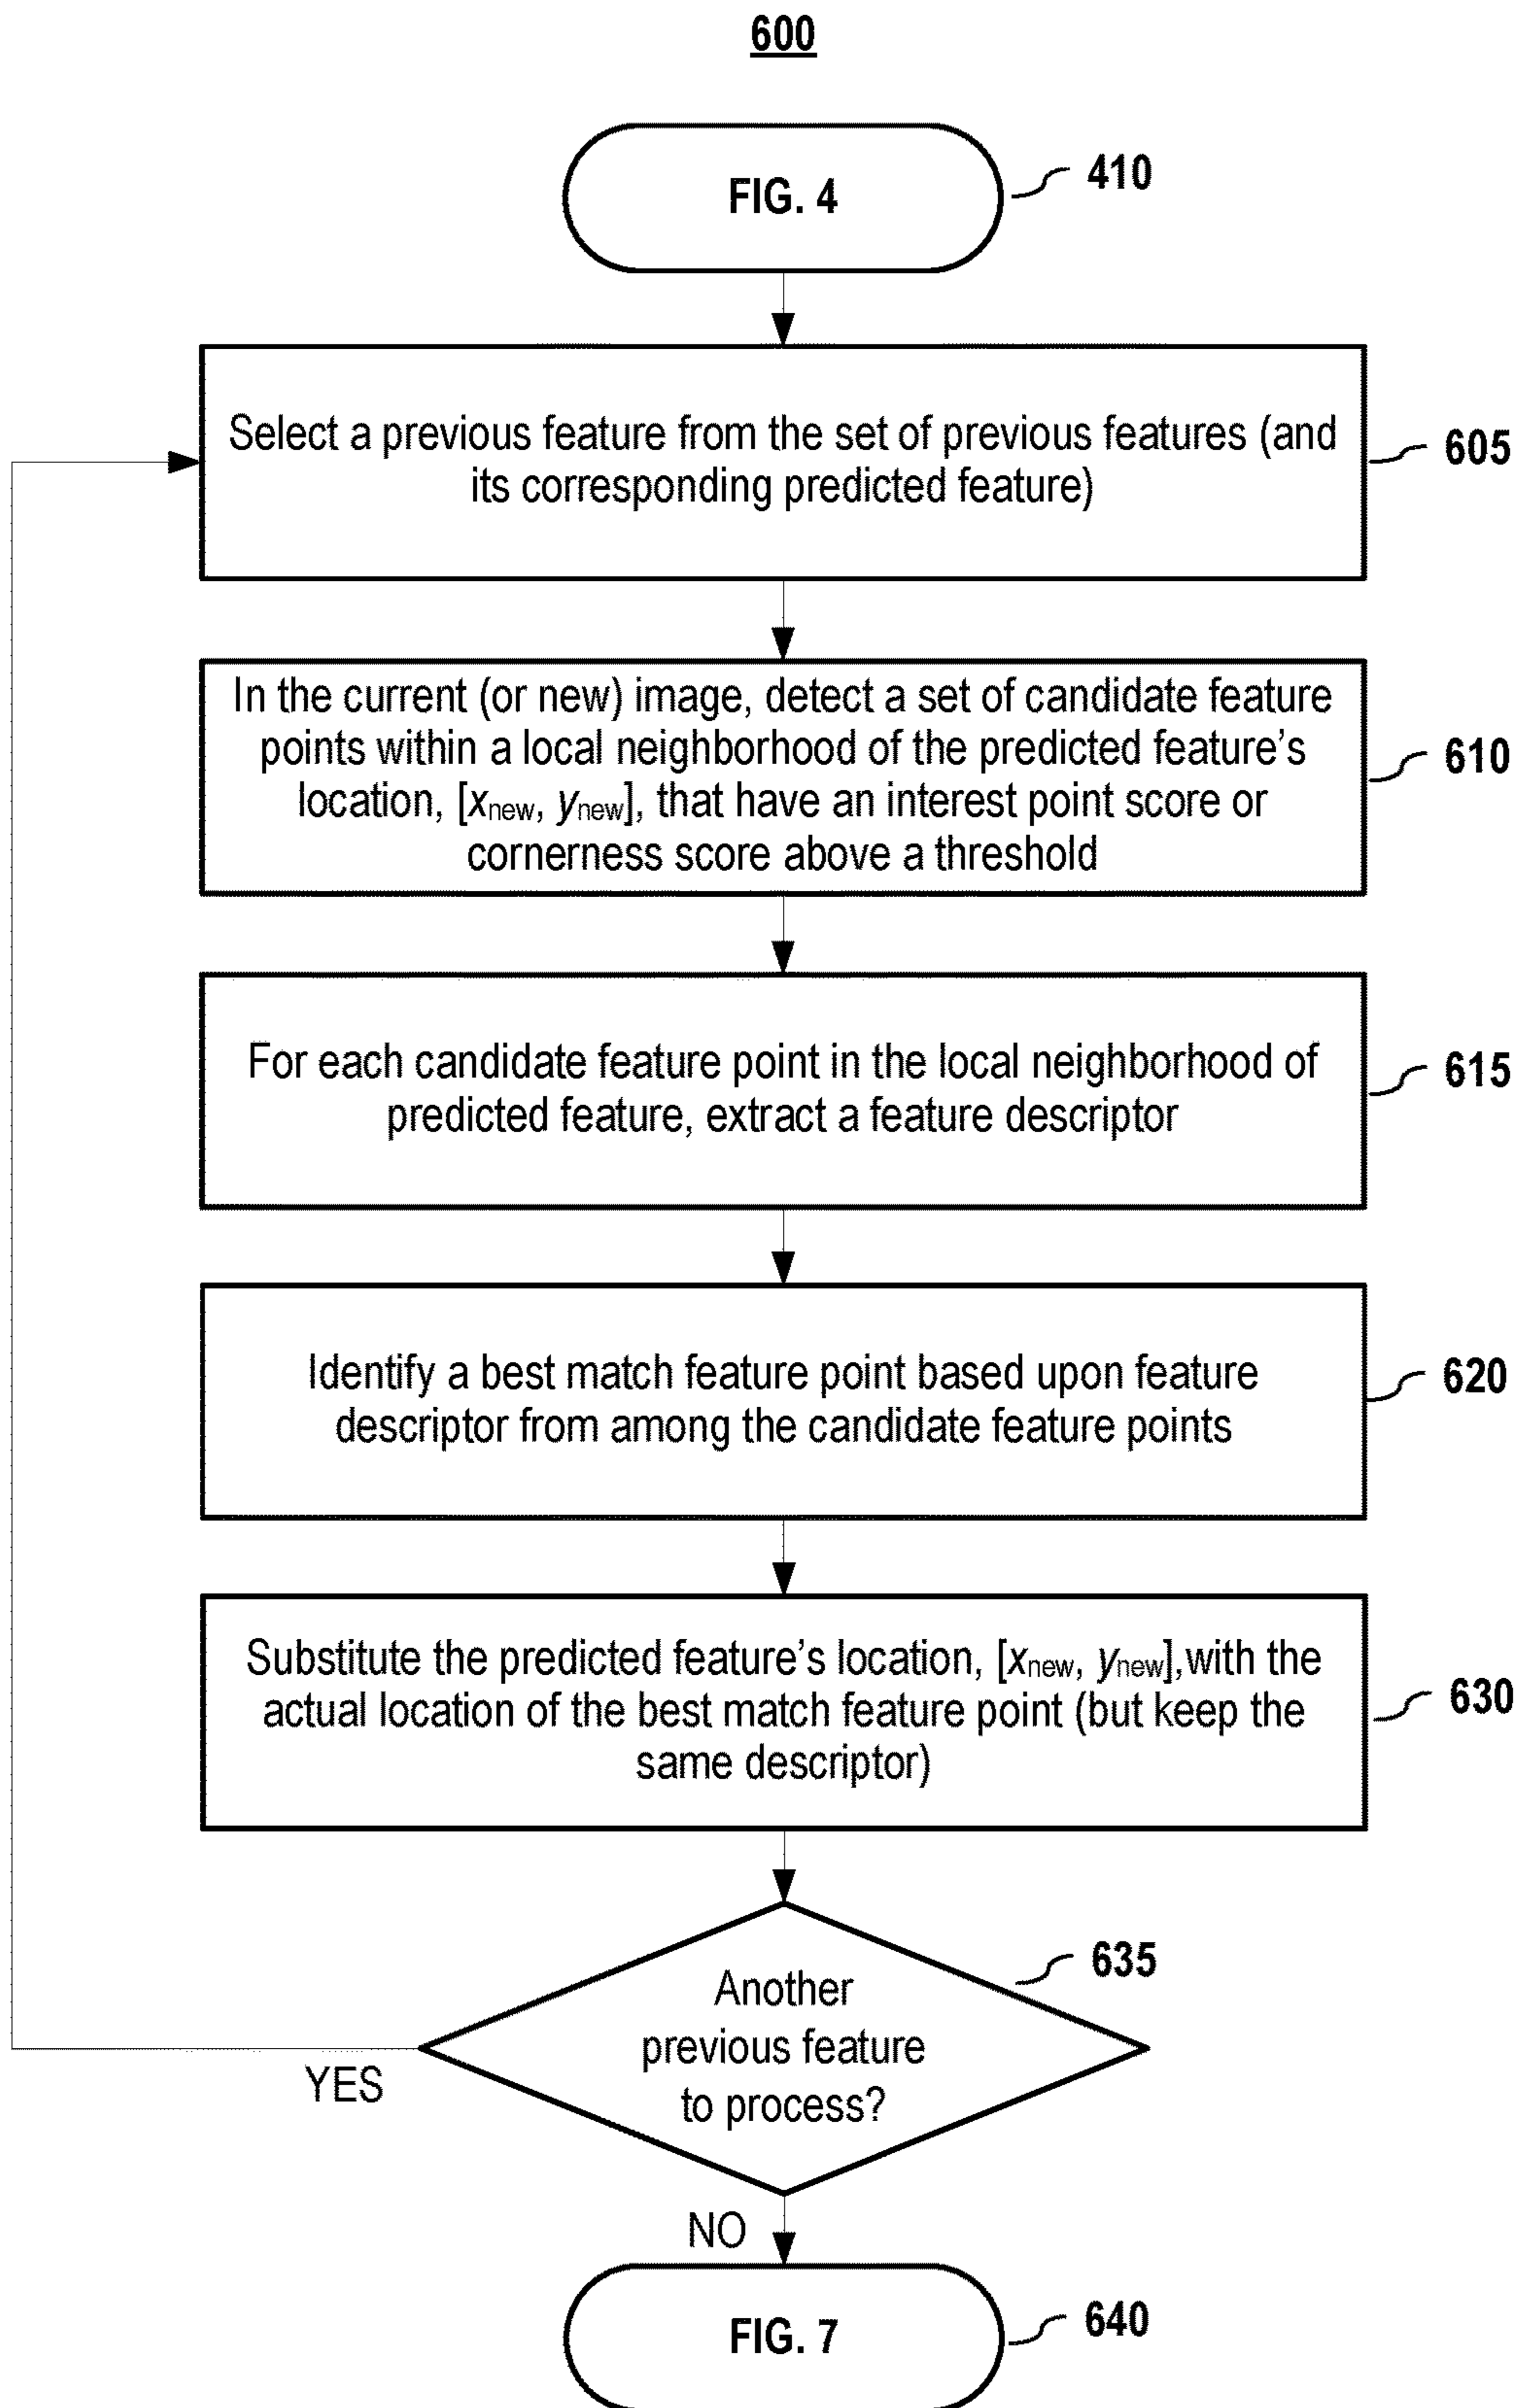 600
FIG. 4
410
Select a previous feature from the set of previous features (and
its corresponding predicted feature)
605
In the current (or new) image, detect a set of candidate feature
points within a local neighborhood of the predicted feature's
location, [xnew, ynew], that have an interest point score or
cornerness score above a threshold
610
For each candidate feature point in the local neighborhood of
predicted feature, extract a feature descriptor
615
Identify a best match feature point based upon feature
descriptor from among the candidate feature points
620
Substitute the predicted feature's location, [xnew, ynew],with the
actual location of the best match feature point (but keep the
same descriptor)
630
Another
previous feature
to process?
635
YES
NO
FIG. 7
640